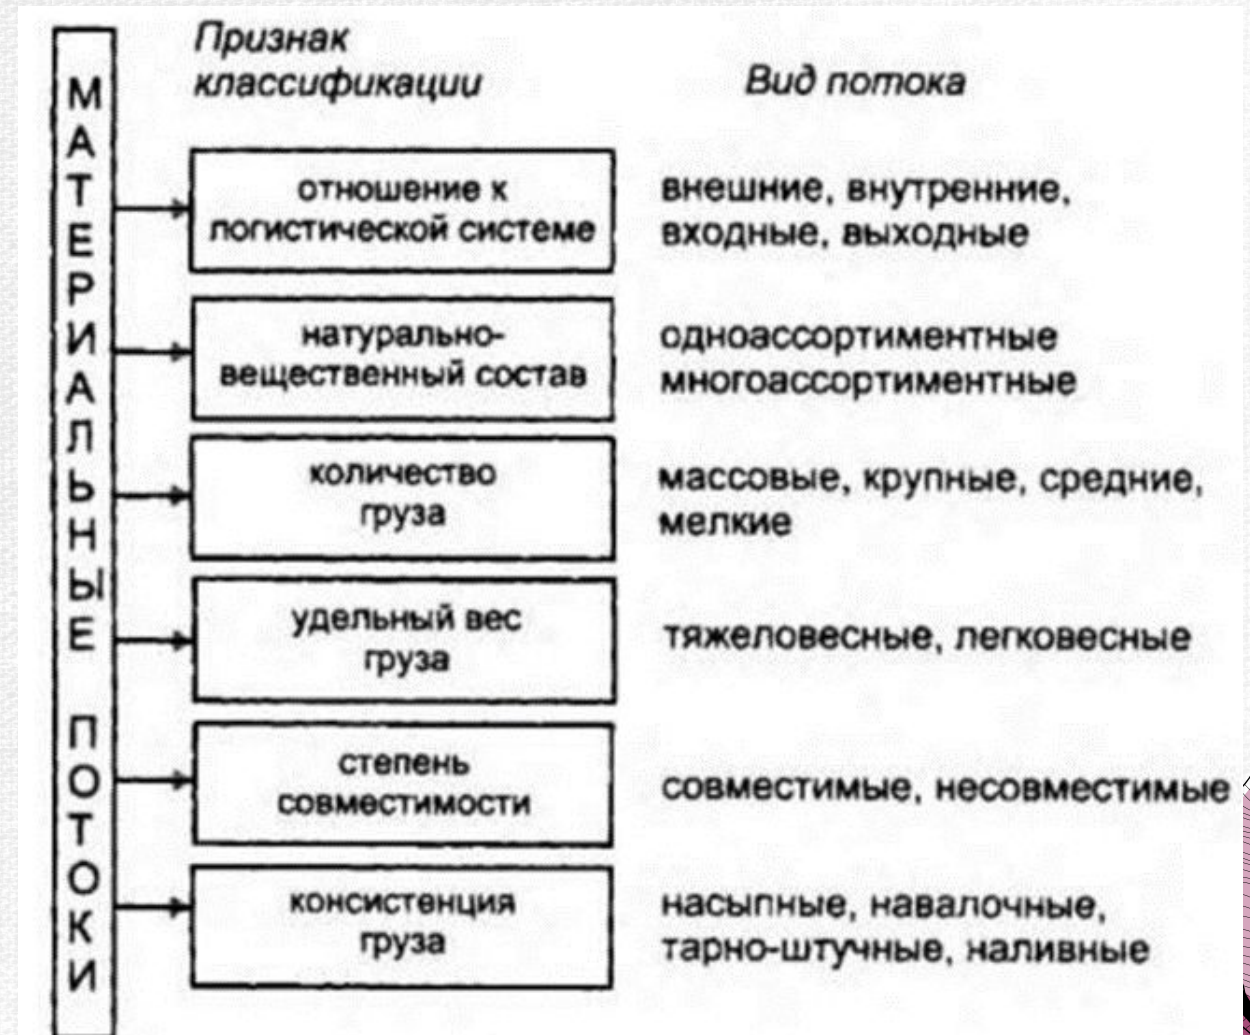 МАТЕРИАЛЬНЫЕ ПОТОКИ
Признак
классификации
Вид потока
отношение к
логистической системе
внешние, внутренние,
входные, выходные
натурально-
вещественный состав
одноассортиментные
многоассортиментные
количество
груза
массовые, крупные, средние,
мелкие
удельный вес
груза
тяжеловесные, легковесные
степень
совместимости
совместимые, несовместимые
консистенция
груза
насыпные, навалочные,
тарно-штучные, наливные